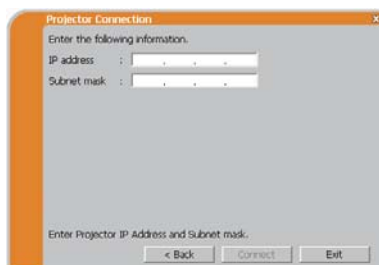 Projector Connection
x
Enter the following information.
IP address : . . .
Subnet mask : . . .
Enter Projector IP Address and Subnet mask.
< Back Connect Exit